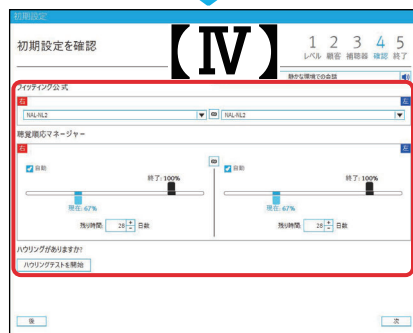 初期設定
初期設定を確認
【Ⅳ】
1 2 3 4 5
レベル 顧客 補聴器 確認 終了
静かな環境での会話
フィッティング公式
右 左
NAL-NL2 NAL-NL2
聴覚順応マネージャー
右 左
自動 自動
終了: 100% 終了: 100%
現在: 67% 現在: 67%
残り時間: 28 日数 残り時間: 28 日数
ハウリングがありますか?
ハウリングテストを開始
後 次